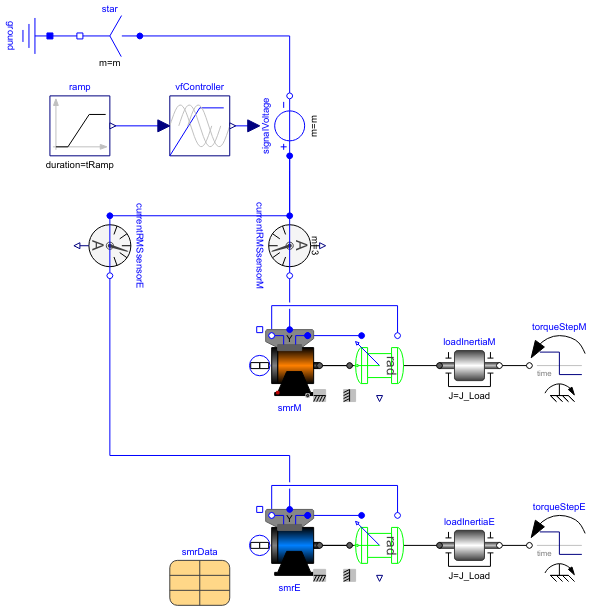 star
ground
m=m
ramp
vfController
signalVoltage
m=m
duration=tRamp
currentRMSsensorE
currentRMSsensorM
A
A
m=3
Y
rad
smrM
loadInertiaM
J=J_Load
torqueStepM
time
smrData
Y
rad
smrE
loadInertiaE
J=J_Load
torqueStepE
time